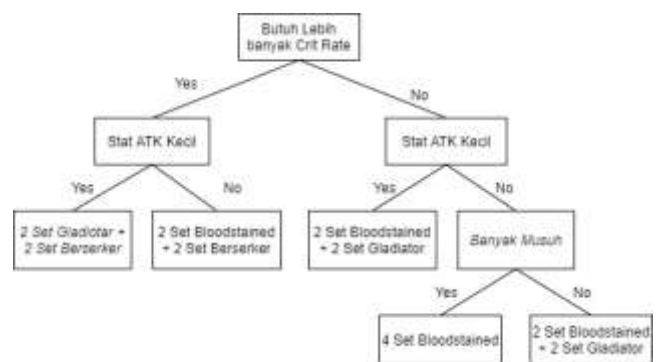 Butuh Lebih
banyak Crit Rate
Yes
No
Stat ATK Kecil
Stat ATK Kecil
Yes
No
Yes
No
2 Set Gladiotar +
2 Set Berserker
2 Set Bloodstained
+ 2 Set Berserker
2 Set Bloodstained
+ 2 Set Gladiator
Banyak Musuh
Yes
No
4 Set Bloodstained
2 Set Bloodstained
+ 2 Set Gladiator